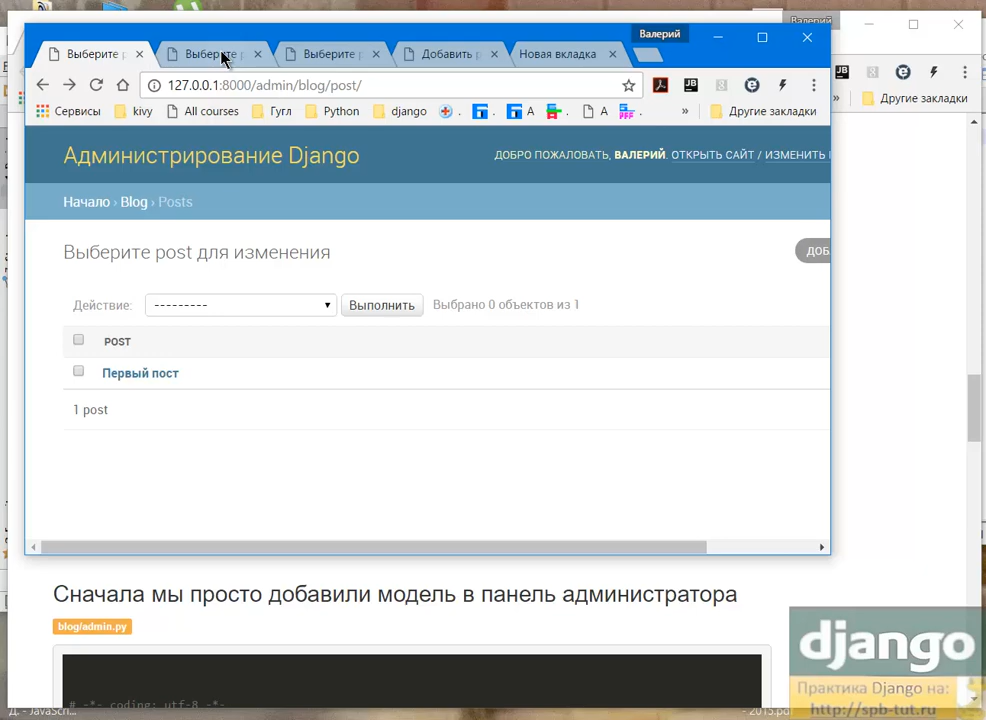 Валерий
Валерий
Выберите
Выберите
Выберите
Добавить
Новая вкладка
127.0.0.1:8000/admin/blog/post/
Сервисы
kivy
All courses
Гугл
Python
django
.
.
А
.
А
.
»
Другие закладки
»
Другие закладки
Администрирование Django
ДОБРО ПОЖАЛОВАТЬ, ВАЛЕРИЙ. ОТКРЫТЬ САЙТ / ИЗМЕНИТЬ
Начало › Blog › Posts
Выберите post для изменения
ДОБ
Действие:
---------
Выполнить
Выбрано 0 объектов из 1
POST
Первый пост
1 post
Сначала мы просто добавили модель в панель администратора
blog/admin.py
# -*- coding: utf-8 -*-
django
Практика Django на:
http://spb-tut.ru